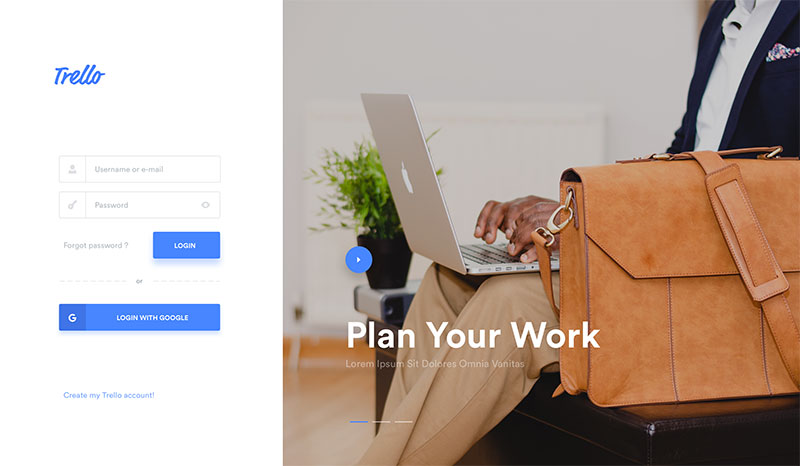 Trello
Username or e-mail
Password
Forgot password ?
LOGIN
or
G
LOGIN WITH GOOGLE
Create my Trello account!
Plan Your Work
Lorem Ipsum Sit Dolores Omnia Vanitas